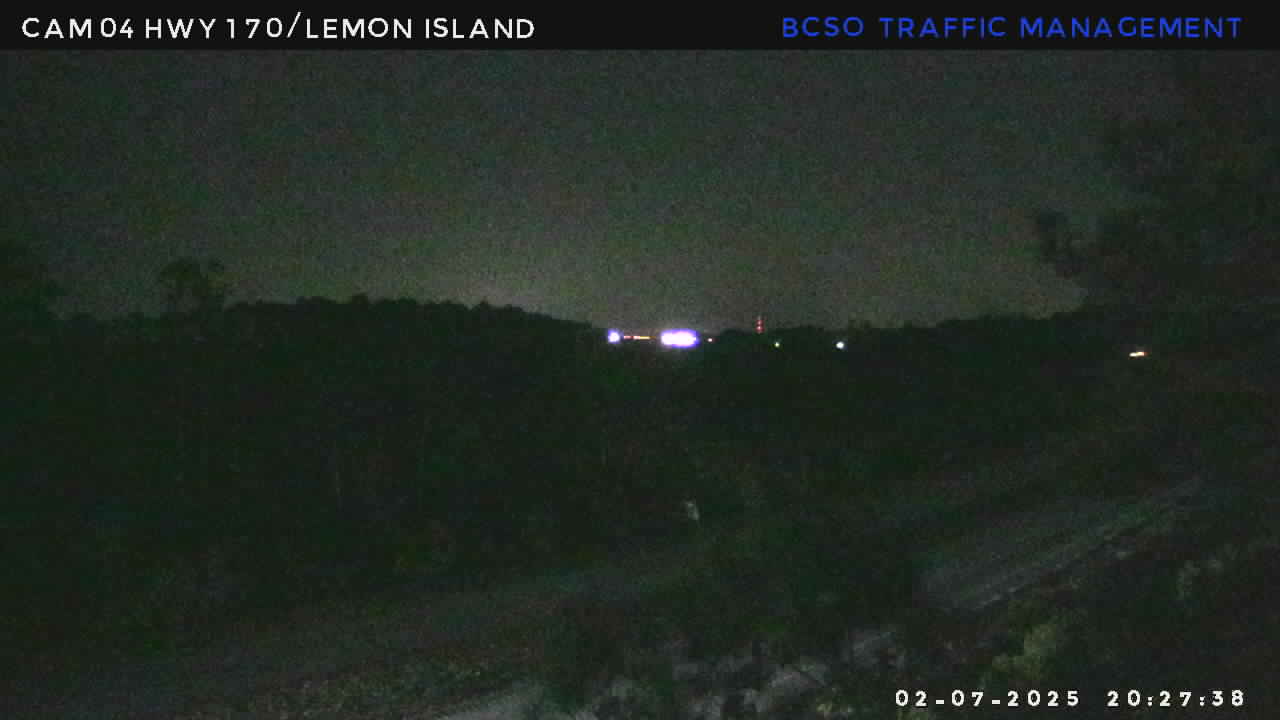 CAM04 HWY 170/LEMON ISLAND
BCSO TRAFFIC MANAGEMENT
02-07-2025 20:27:38